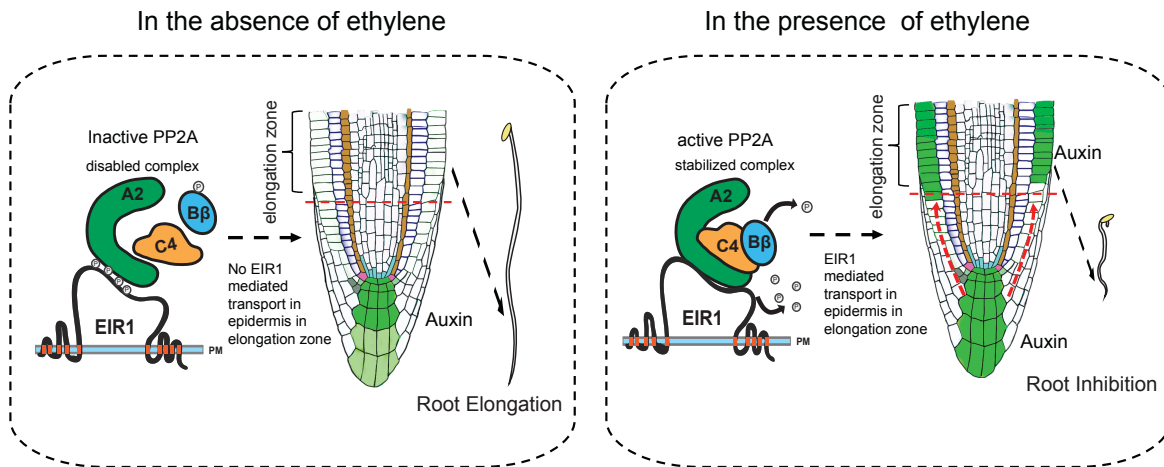 In the absence of ethylene
Inactive PP2A
disabled complex
A2
P
Bβ
C4
P
P
P
P
EIR1
PM
No EIR1
mediated
transport in
epidermis in
elongation zone
elongation zone
Auxin
Root Elongation
In the presence of ethylene
active PP2A
stabilized complex
A2
C4
Bβ
P
P
P
P
P
P
EIR1
PM
EIR1
mediated
transport in
epidermis in
elongation zone
elongation zone
Auxin
Auxin
Root Inhibition